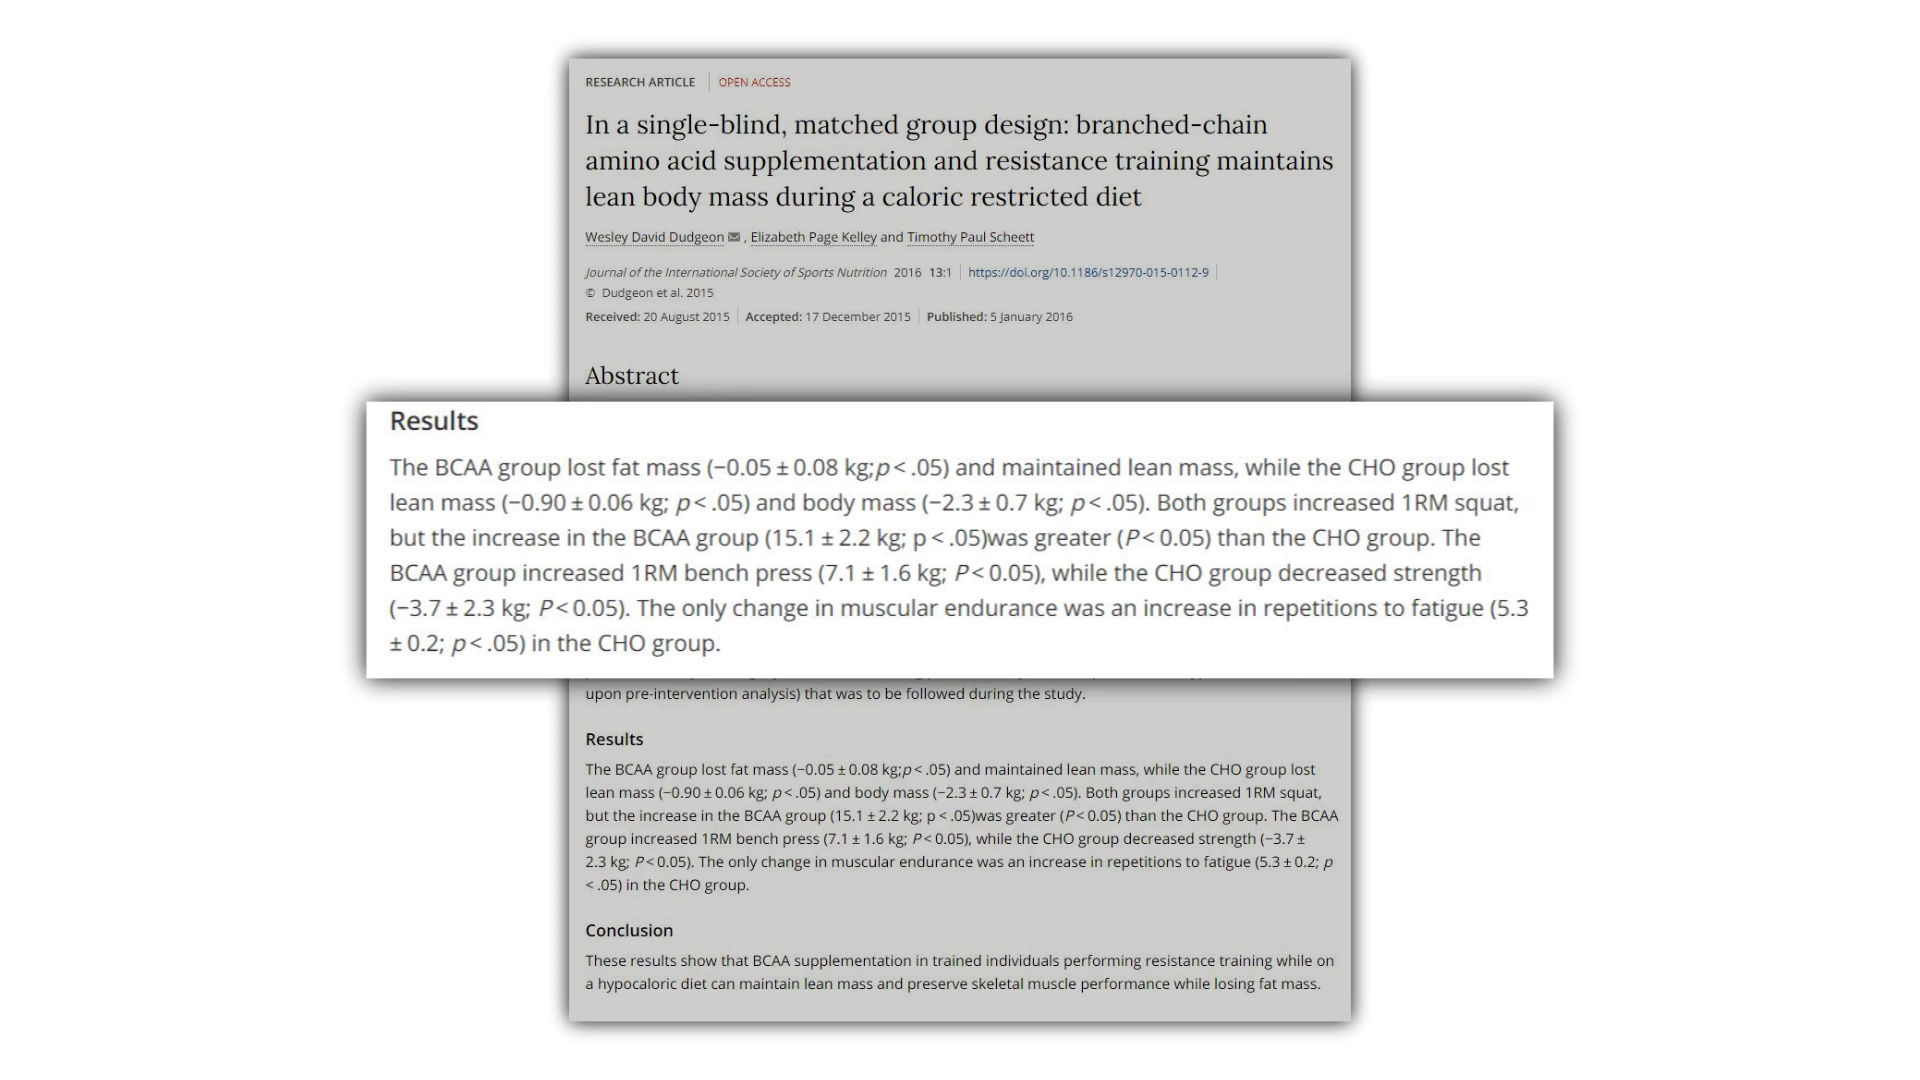 RESEARCH ARTICLE | OPEN ACCESS
In a single-blind, matched group design: branched-chain
amino acid supplementation and resistance training maintains
lean body mass during a caloric restricted diet
Wesley David Dudgeon , Elizabeth Page Kelley and Timothy Paul Scheett
Journal of the International Society of Sports Nutrition 2016 13:1 | https://doi.org/10.1186/s12970-015-0112-9 |
© Dudgeon et al. 2015
Received: 20 August 2015 | Accepted: 17 December 2015 | Published: 5 January 2016
Abstract
Results
The BCAA group lost fat mass (−0.05 ± 0.08 kg;p < .05) and maintained lean mass, while the CHO group lost
lean mass (−0.90 ± 0.06 kg; p < .05) and body mass (−2.3 ± 0.7 kg; p < .05). Both groups increased 1RM squat,
but the increase in the BCAA group (15.1 ± 2.2 kg; p < .05)was greater (P < 0.05) than the CHO group. The
BCAA group increased 1RM bench press (7.1 ± 1.6 kg; P < 0.05), while the CHO group decreased strength
(−3.7 ± 2.3 kg; P < 0.05). The only change in muscular endurance was an increase in repetitions to fatigue (5.3
± 0.2; p < .05) in the CHO group.
upon pre-intervention analysis) that was to be followed during the study.
Results
The BCAA group lost fat mass (−0.05 ± 0.08 kg;p < .05) and maintained lean mass, while the CHO group lost
lean mass (−0.90 ± 0.06 kg; p < .05) and body mass (−2.3 ± 0.7 kg; p < .05). Both groups increased 1RM squat,
but the increase in the BCAA group (15.1 ± 2.2 kg; p < .05)was greater (P < 0.05) than the CHO group. The BCAA
group increased 1RM bench press (7.1 ± 1.6 kg; P < 0.05), while the CHO group decreased strength (−3.7 ±
2.3 kg; P < 0.05). The only change in muscular endurance was an increase in repetitions to fatigue (5.3 ± 0.2; p
< .05) in the CHO group.
Conclusion
These results show that BCAA supplementation in trained individuals performing resistance training while on
a hypocaloric diet can maintain lean mass and preserve skeletal muscle performance while losing fat mass.